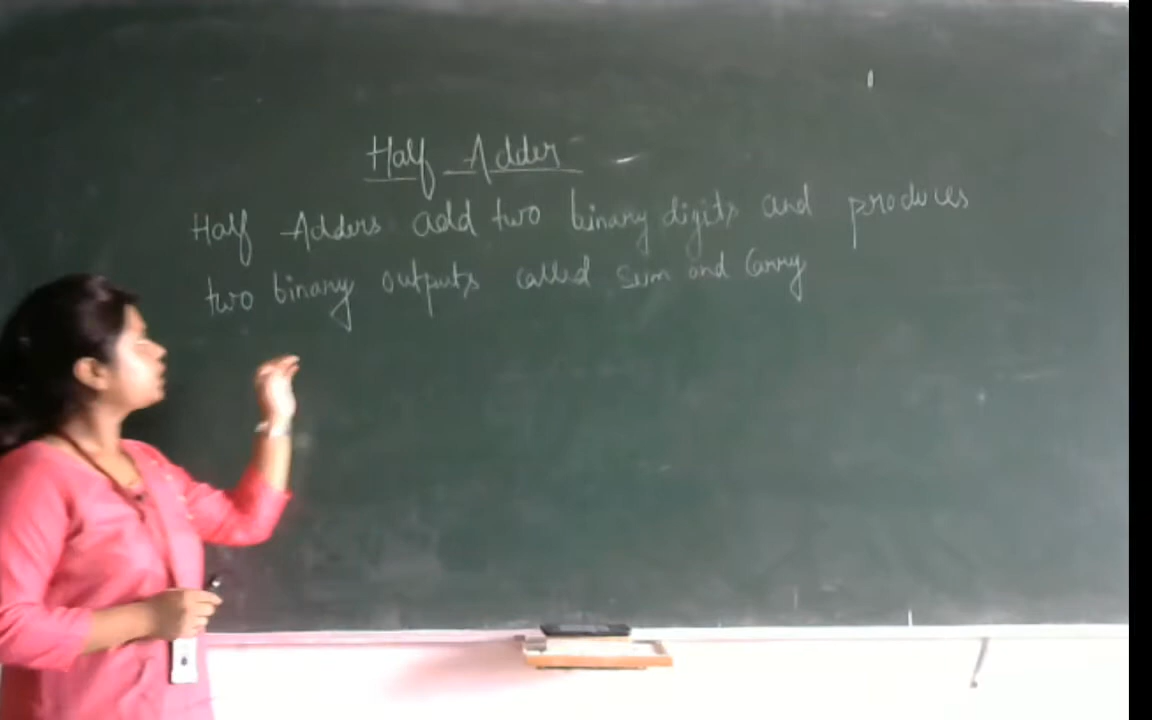 Half Adder
Half Adders add two binary digits and produces
two binary outputs called Sum and Carry